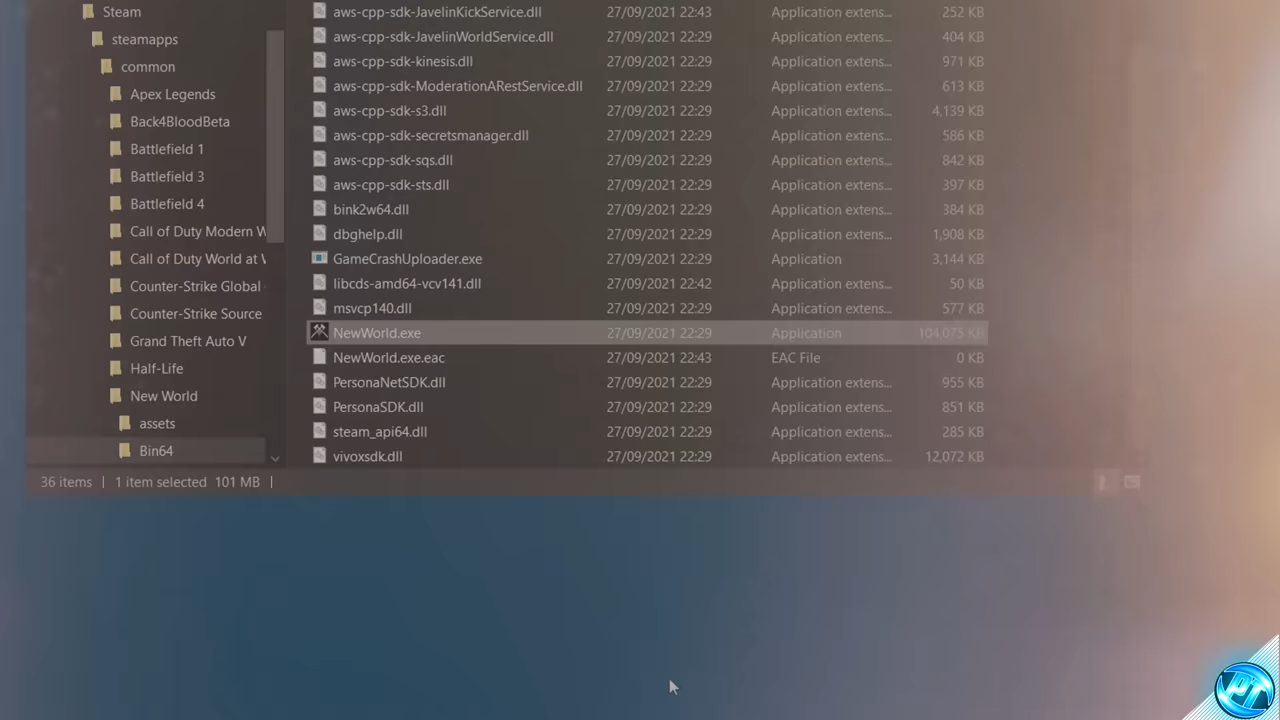 Steam
steamapps
common
Apex Legends
Back4BloodBeta
Battlefield 1
Battlefield 3
Battlefield 4
Call of Duty Modern W
Call of Duty World at
Counter-Strike Global
Counter-Strike Source
Grand Theft Auto V
Half-Life
New World
assets
Bin64
aws-cpp-sdk-JavelinKickService.dll 27/09/2021 22:43 Application extens... 252 KB
aws-cpp-sdk-JavelinWorldService.dll 27/09/2021 22:29 Application extens... 404 KB
aws-cpp-sdk-kinesis.dll 27/09/2021 22:29 Application extens... 971 KB
aws-cpp-sdk-ModerationARestService.dll 27/09/2021 22:29 Application extens... 613 KB
aws-cpp-sdk-s3.dll 27/09/2021 22:29 Application extens... 4,139 KB
aws-cpp-sdk-secretsmanager.dll 27/09/2021 22:29 Application extens... 586 KB
aws-cpp-sdk-sqs.dll 27/09/2021 22:29 Application extens... 842 KB
aws-cpp-sdk-sts.dll 27/09/2021 22:29 Application extens... 397 KB
bink2w64.dll 27/09/2021 22:29 Application extens... 384 KB
dbghelp.dll 27/09/2021 22:29 Application extens... 1,908 KB
GameCrashUploader.exe 27/09/2021 22:29 Application 3,144 KB
libcds-amd64-vcv141.dll 27/09/2021 22:42 Application extens... 50 KB
msvcp140.dll 27/09/2021 22:29 Application extens... 577 KB
NewWorld.exe 27/09/2021 22:29 Application 104,075 KB
NewWorld.exe.eac 27/09/2021 22:43 EAC File 0 KB
PersonaNetSDK.dll 27/09/2021 22:29 Application extens... 955 KB
PersonaSDK.dll 27/09/2021 22:29 Application extens... 851 KB
steam_api64.dll 27/09/2021 22:29 Application extens... 285 KB
vivoxsdk.dll 27/09/2021 22:29 Application extens... 12,072 KB
36 items | 1 item selected 101 MB |
PT